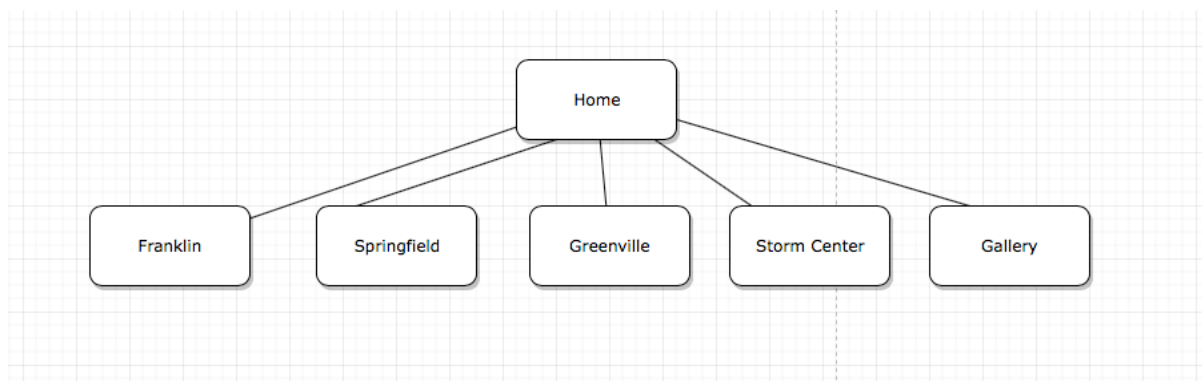 Home
Franklin
Springfield
Greenville
Storm Center
Gallery